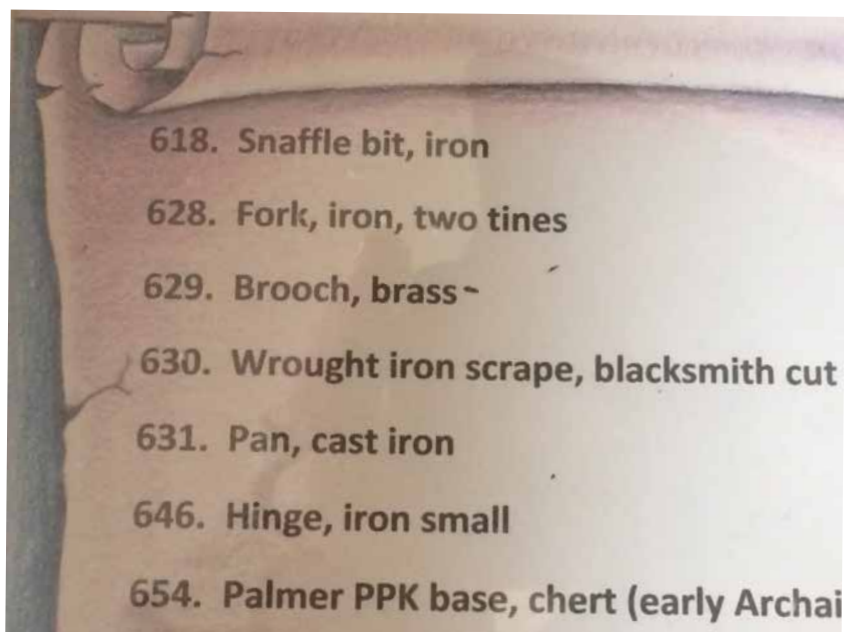 618. Snaffle bit, iron
628. Fork, iron, two tines
629. Brooch, brass
630. Wrought iron scrape, blacksmith cut
631. Pan, cast iron
646. Hinge, iron small
654. Palmer PPK base, chert (early Archai